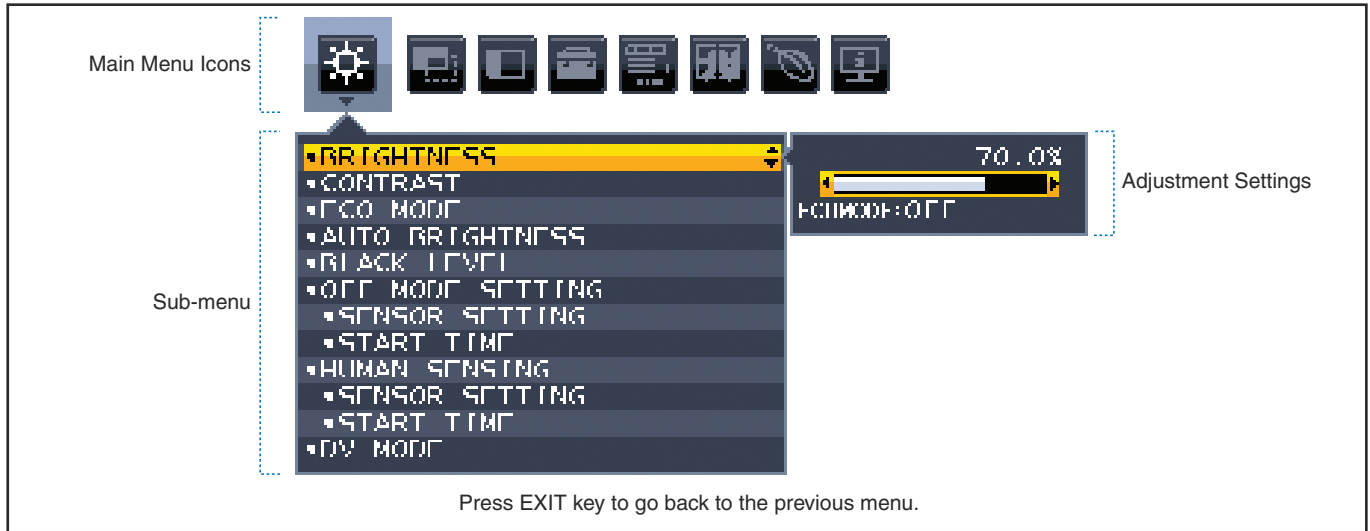 Main Menu Icons
BRIGHTNESS
CONTRAST
ECO MODE
AUTO BRIGHTNESS
BLACK LEVEL
OFF MODE SETTING
SENSOR SETTING
START TIME
HUMAN SENSING
SENSOR SETTING
START TIME
DV MODE
70.0%
ECO MODE:OFF
Adjustment Settings
Sub-menu
Press EXIT key to go back to the previous menu.